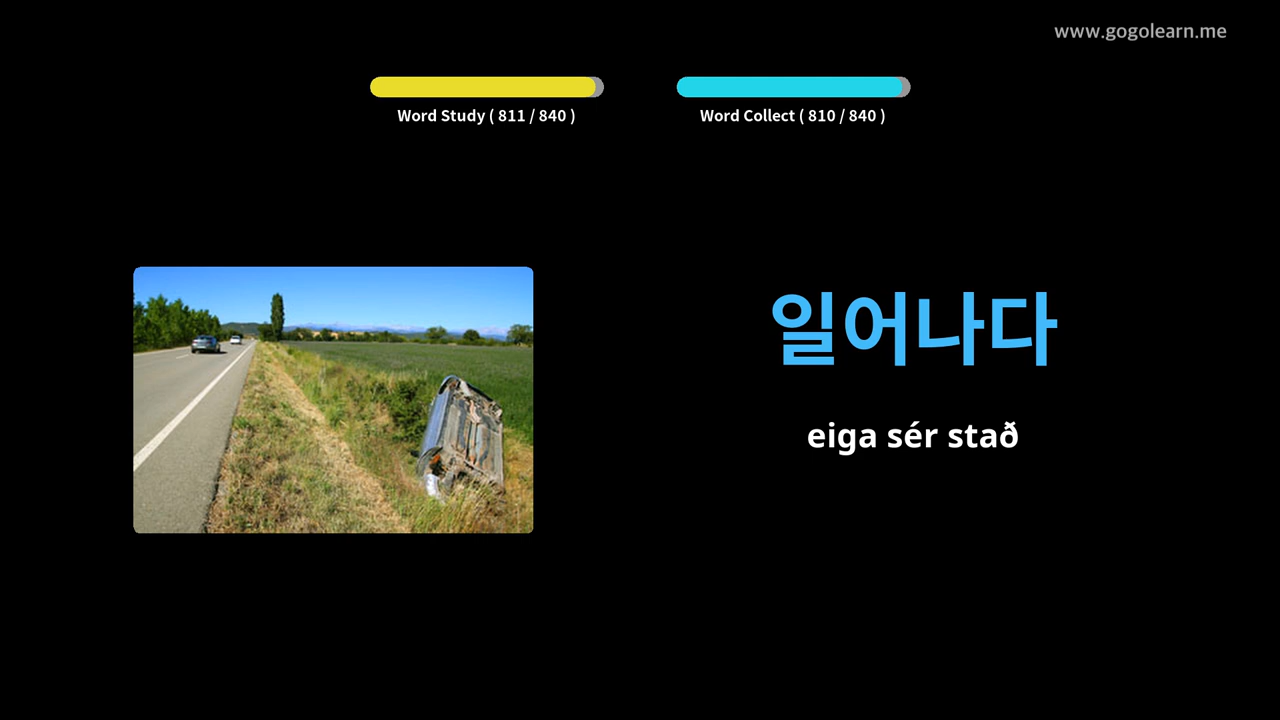 www.gogolearn.me
Word Study ( 811 / 840 )
Word Collect ( 810 / 840 )
일어나다
eiga sér stað